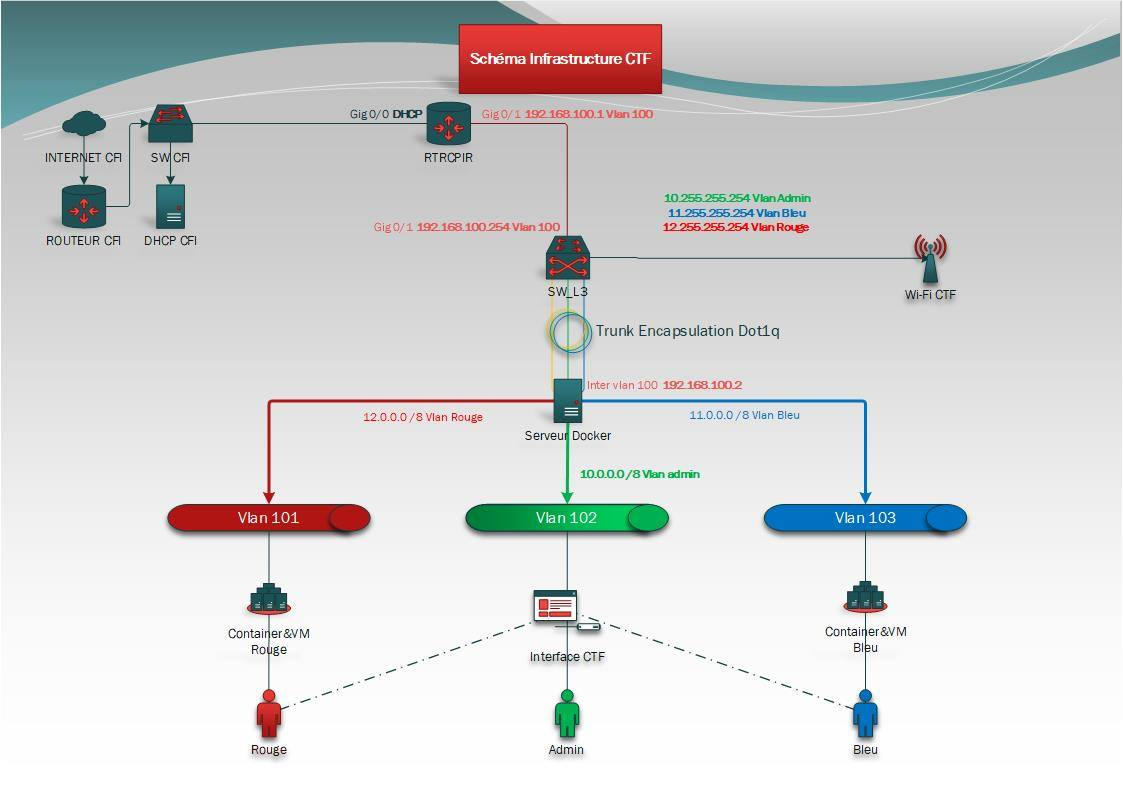 Schéma Infrastructure CTF
Gig 0/0 DHCP
Gig 0/1 192.168.100.1 Vlan 100
INTERNET CFI
SW CFI
RTRCPIR
10.255.255.254 Vlan Admin
11.255.255.254 Vlan Bleu
12.255.255.254 Vlan Rouge
Gig 0/1 192.168.100.254 Vlan 100
ROUTEUR CFI
DHCP CFI
SW_L3
Wi-Fi CTF
Trunk Encapsulation Dot1q
Inter vlan 100 192.168.100.2
12.0.0.0 /8 Vlan Rouge
11.0.0.0 /8 Vlan Bleu
Serveur Docker
10.0.0.0 /8 Vlan admin
Vlan 101
Vlan 102
Vlan 103
Container&VM
Rouge
Interface CTF
Container&VM
Bleu
Rouge
Admin
Bleu